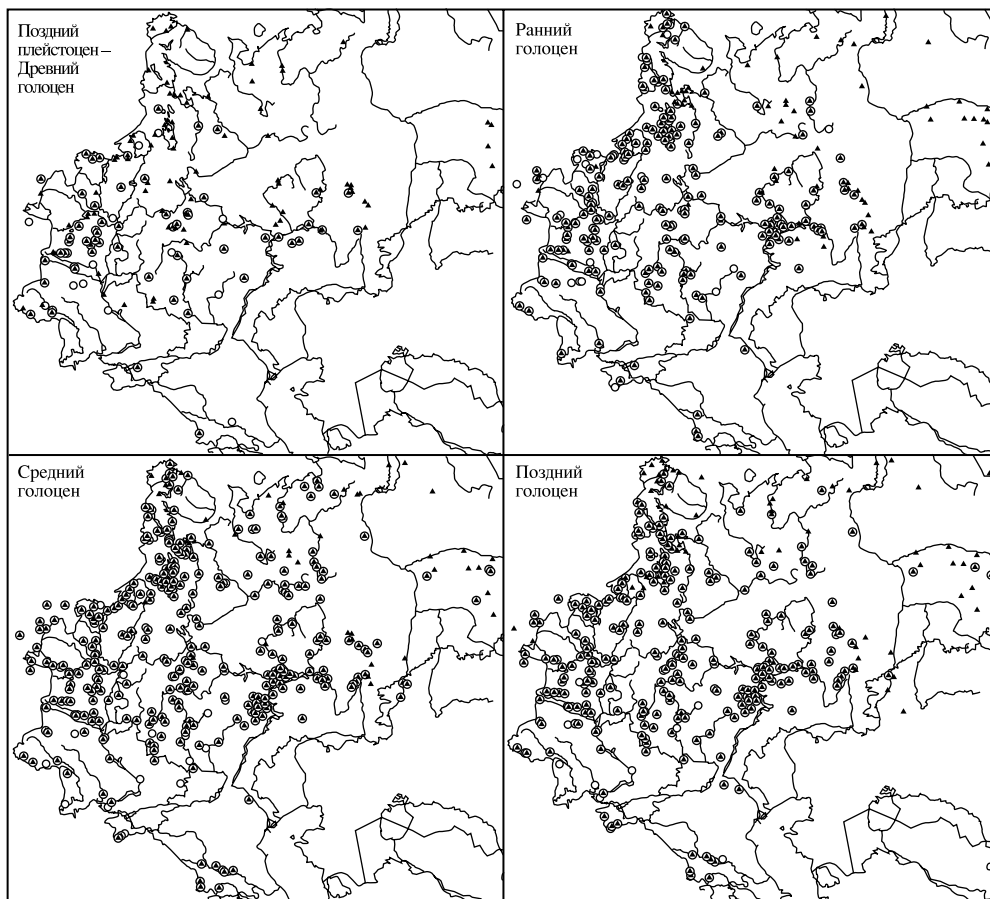 Поздний
плейстоцен –
Древний
голоцен
Ранний
голоцен
Средний
голоцен
Поздний
голоцен